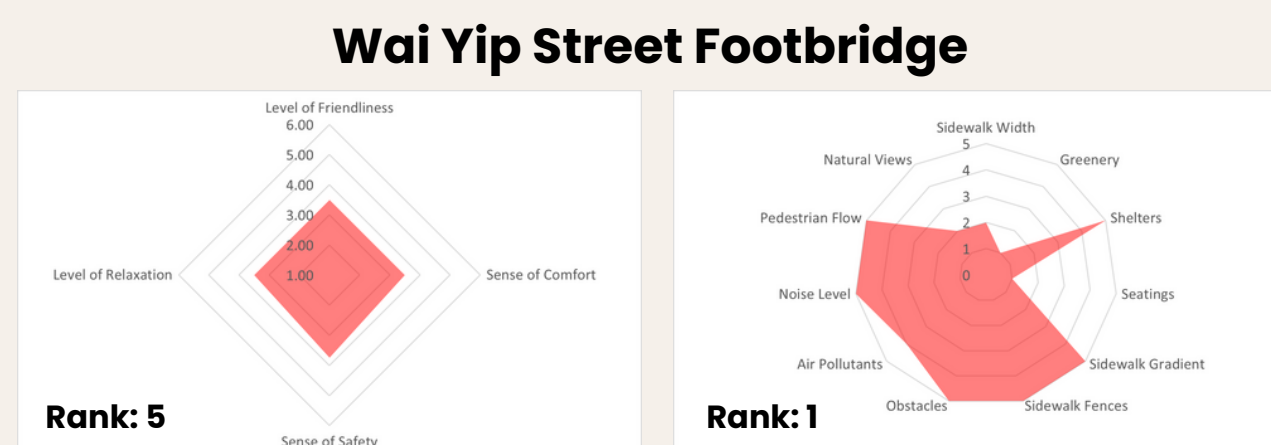 Wai Yip Street Footbridge
Level of Friendliness
6.00
5.00
4.00
3.00
2.00
1.00
Level of Relaxation
Sense of Comfort
Sense of Safety
Rank: 5
Sidewalk Width
5
4
3
2
1
0
Natural Views
Greenery
Pedestrian Flow
Shelters
Noise Level
Seatings
Air Pollutants
Sidewalk Gradient
Obstacles
Sidewalk Fences
Rank: 1